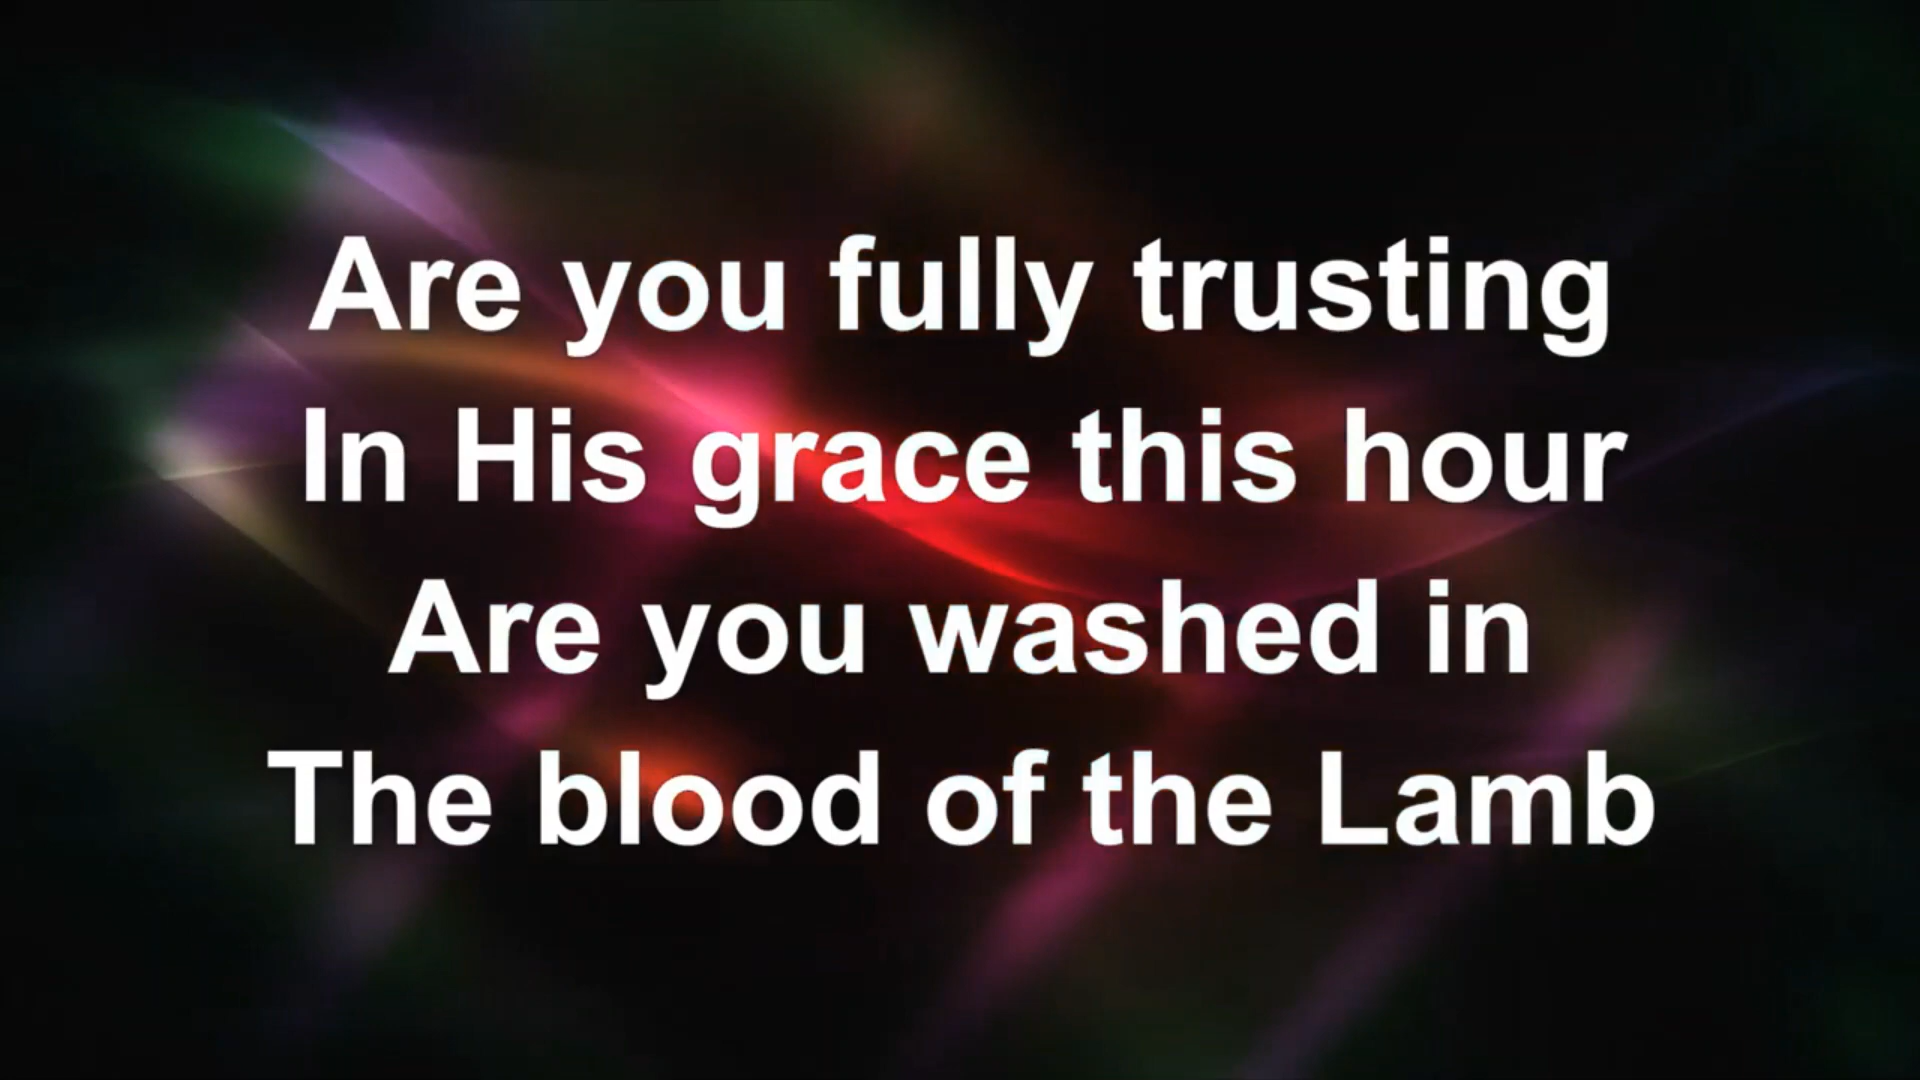 Are you fully trusting
In His grace this hour
Are you washed in
The blood of the Lamb